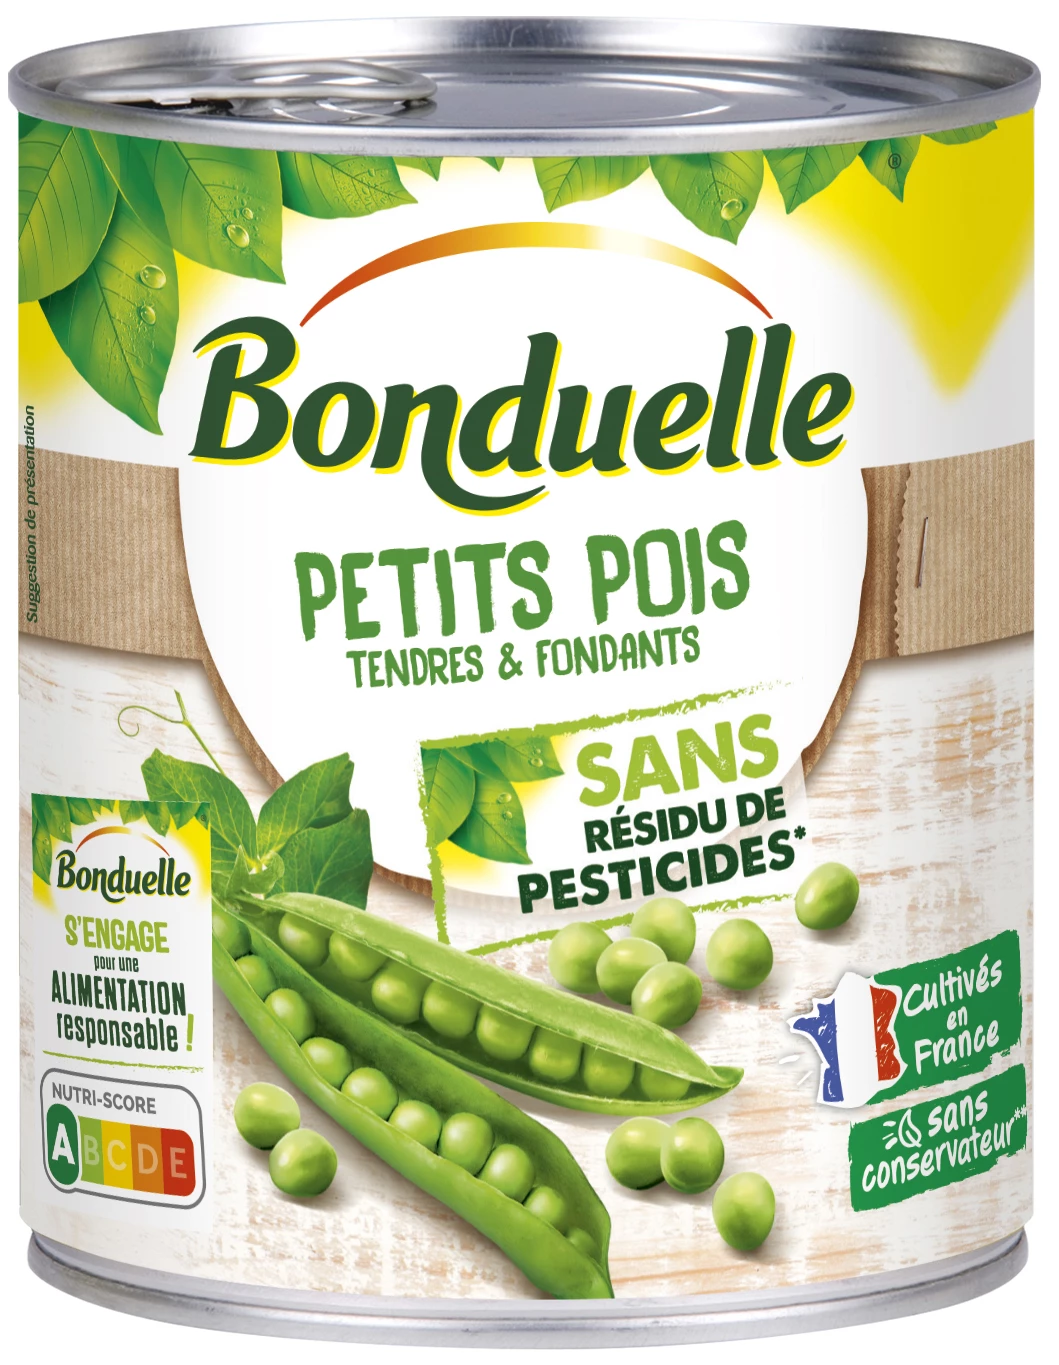 ®
Bonduelle
Suggestion de présentation
PETITS POIS
TENDRES & FONDANTS
SANS
RÉSIDU DE
PESTICIDES*
Bonduelle
S'ENGAGE
pour une
ALIMENTATION
responsable !
NUTRI-SCORE
A B C D E
Cultivés
en
France
sans
conservateur**